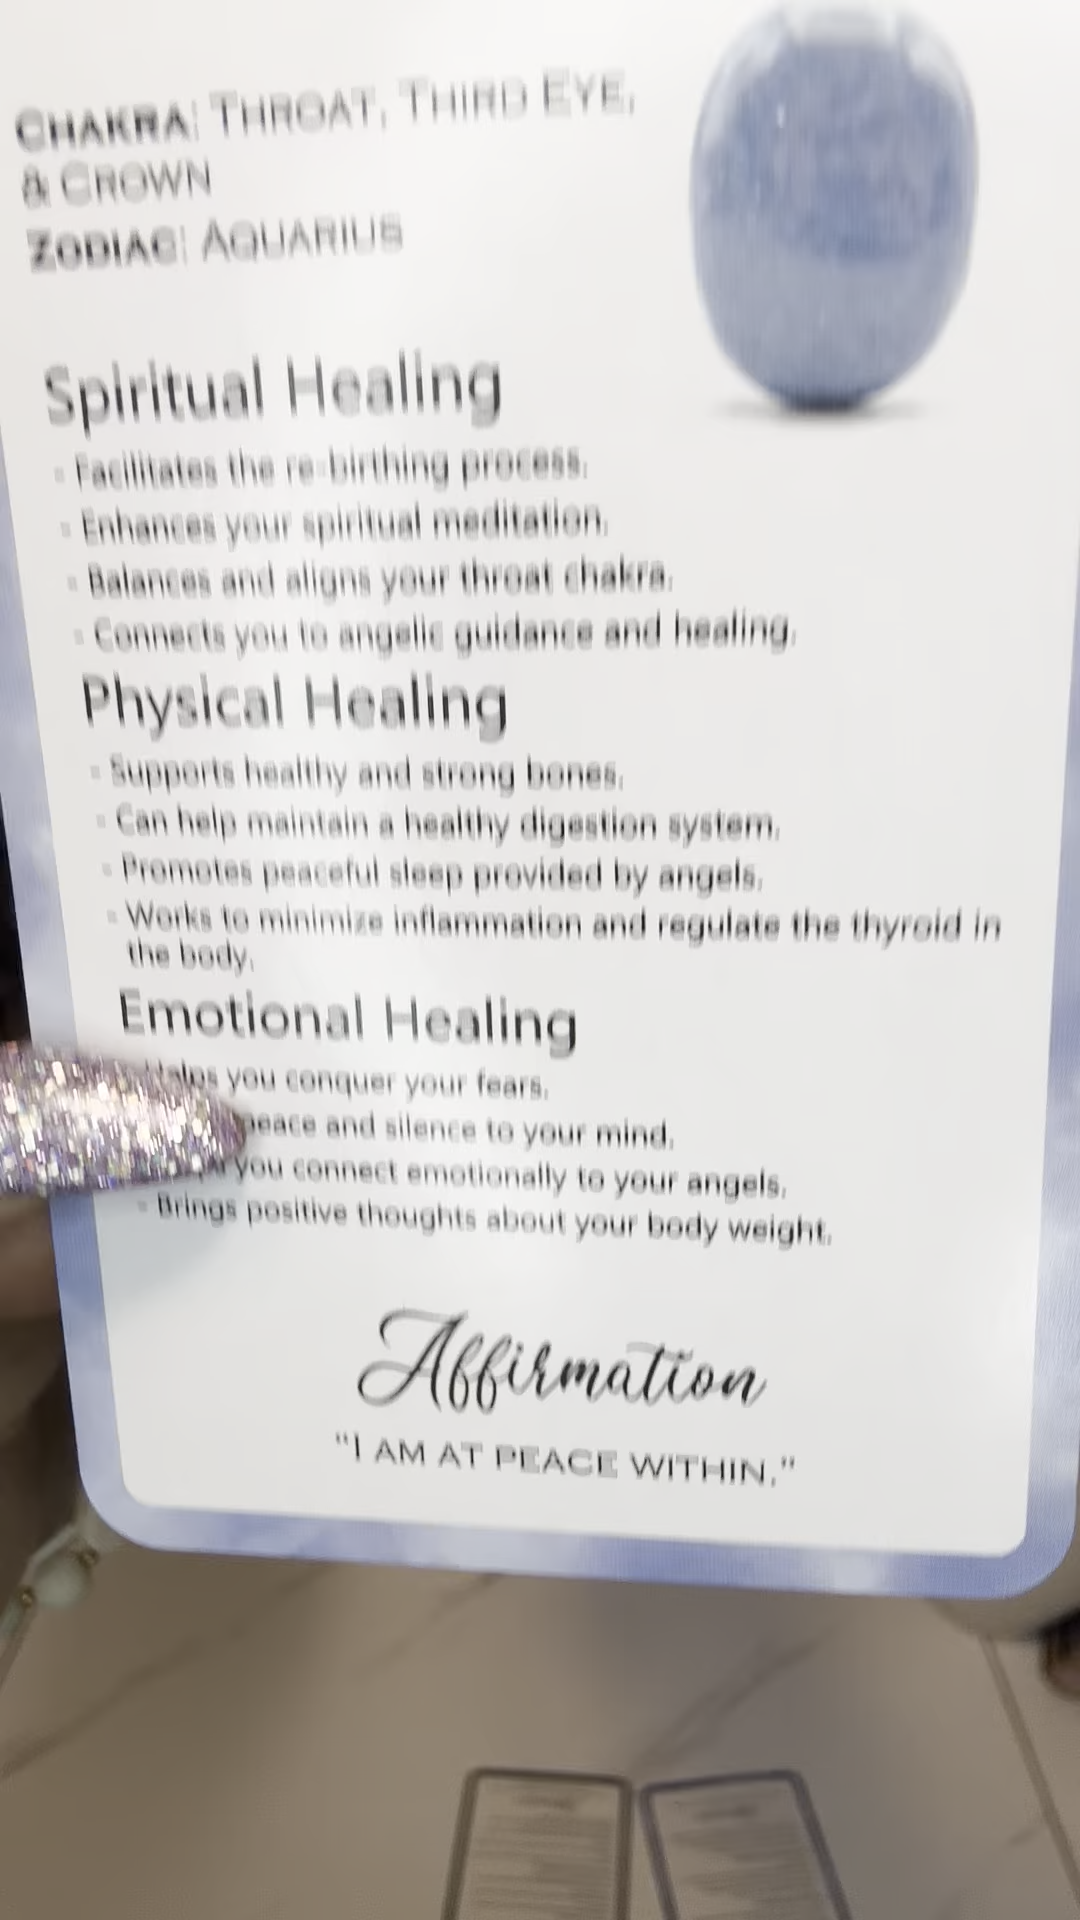 CHAKRA: THROAT, THIRD EYE,
& CROWN
ZODIAC: AQUARIUS
Spiritual Healing
Facilitates the re-birthing process.
Enhances your spiritual meditation.
Balances and aligns your throat chakra.
Connects you to angelic guidance and healing.
Physical Healing
Supports healthy and strong bones.
Can help maintain a healthy digestion system.
Promotes peaceful sleep provided by angels.
Works to minimize inflammation and regulate the thyroid in
the body.
Emotional Healing
Helps you conquer your fears.
peace and silence to your mind.
you connect emotionally to your angels.
Brings positive thoughts about your body weight.
Affirmation
"I AM AT PEACE WITHIN."